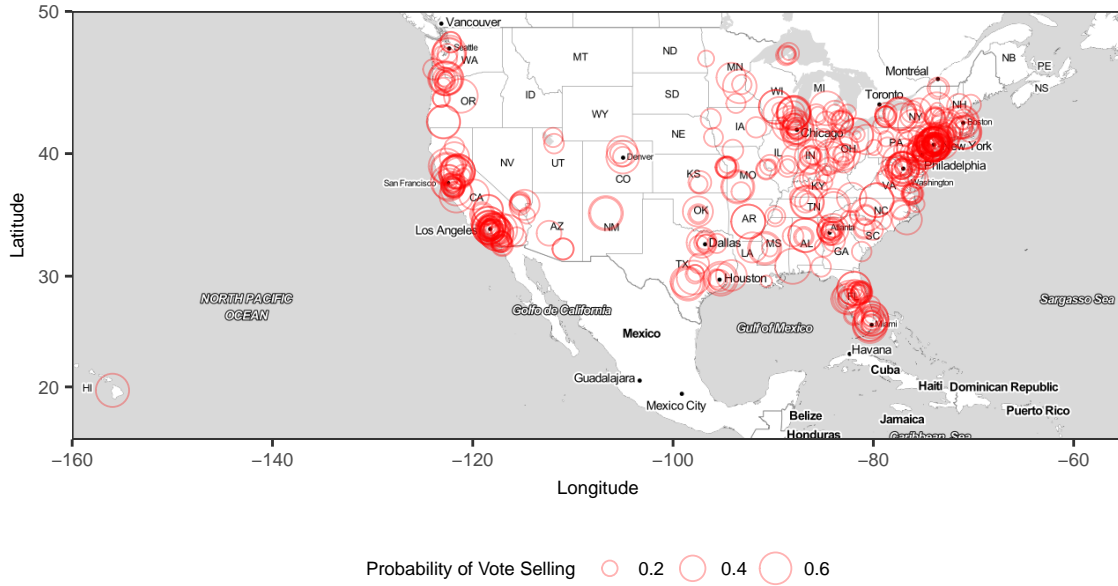 50
40
30
20
Latitude
−160
−140
−120
−100
−80
−60
Longitude
Vancouver
Seattle
WA
MT
ND
MN
Montréal
NB
PE
NS
OR
ID
SD
WI
MI
Toronto
NH
NY
Boston
WY
IA
Chicago
NE
PA
New York
NV
UT
Denver
CO
IL
IN
OH
Philadelphia
San Francisco
CA
KS
MO
KY
VA
Washington
Los Angeles
AZ
NM
OK
AR
TN
NC
Atlanta
SC
Dallas
MS
AL
GA
LA
TX
Houston
NORTH PACIFIC
OCEAN
Golfo de California
Mexico
Gulf of Mexico
Miami
Sargasso Sea
HI
Guadalajara
Mexico City
Havana
Cuba
Haiti
Dominican Republic
Puerto Rico
Belize
Jamaica
Honduras
Caribbean Sea
Probability of Vote Selling
0.2
0.4
0.6